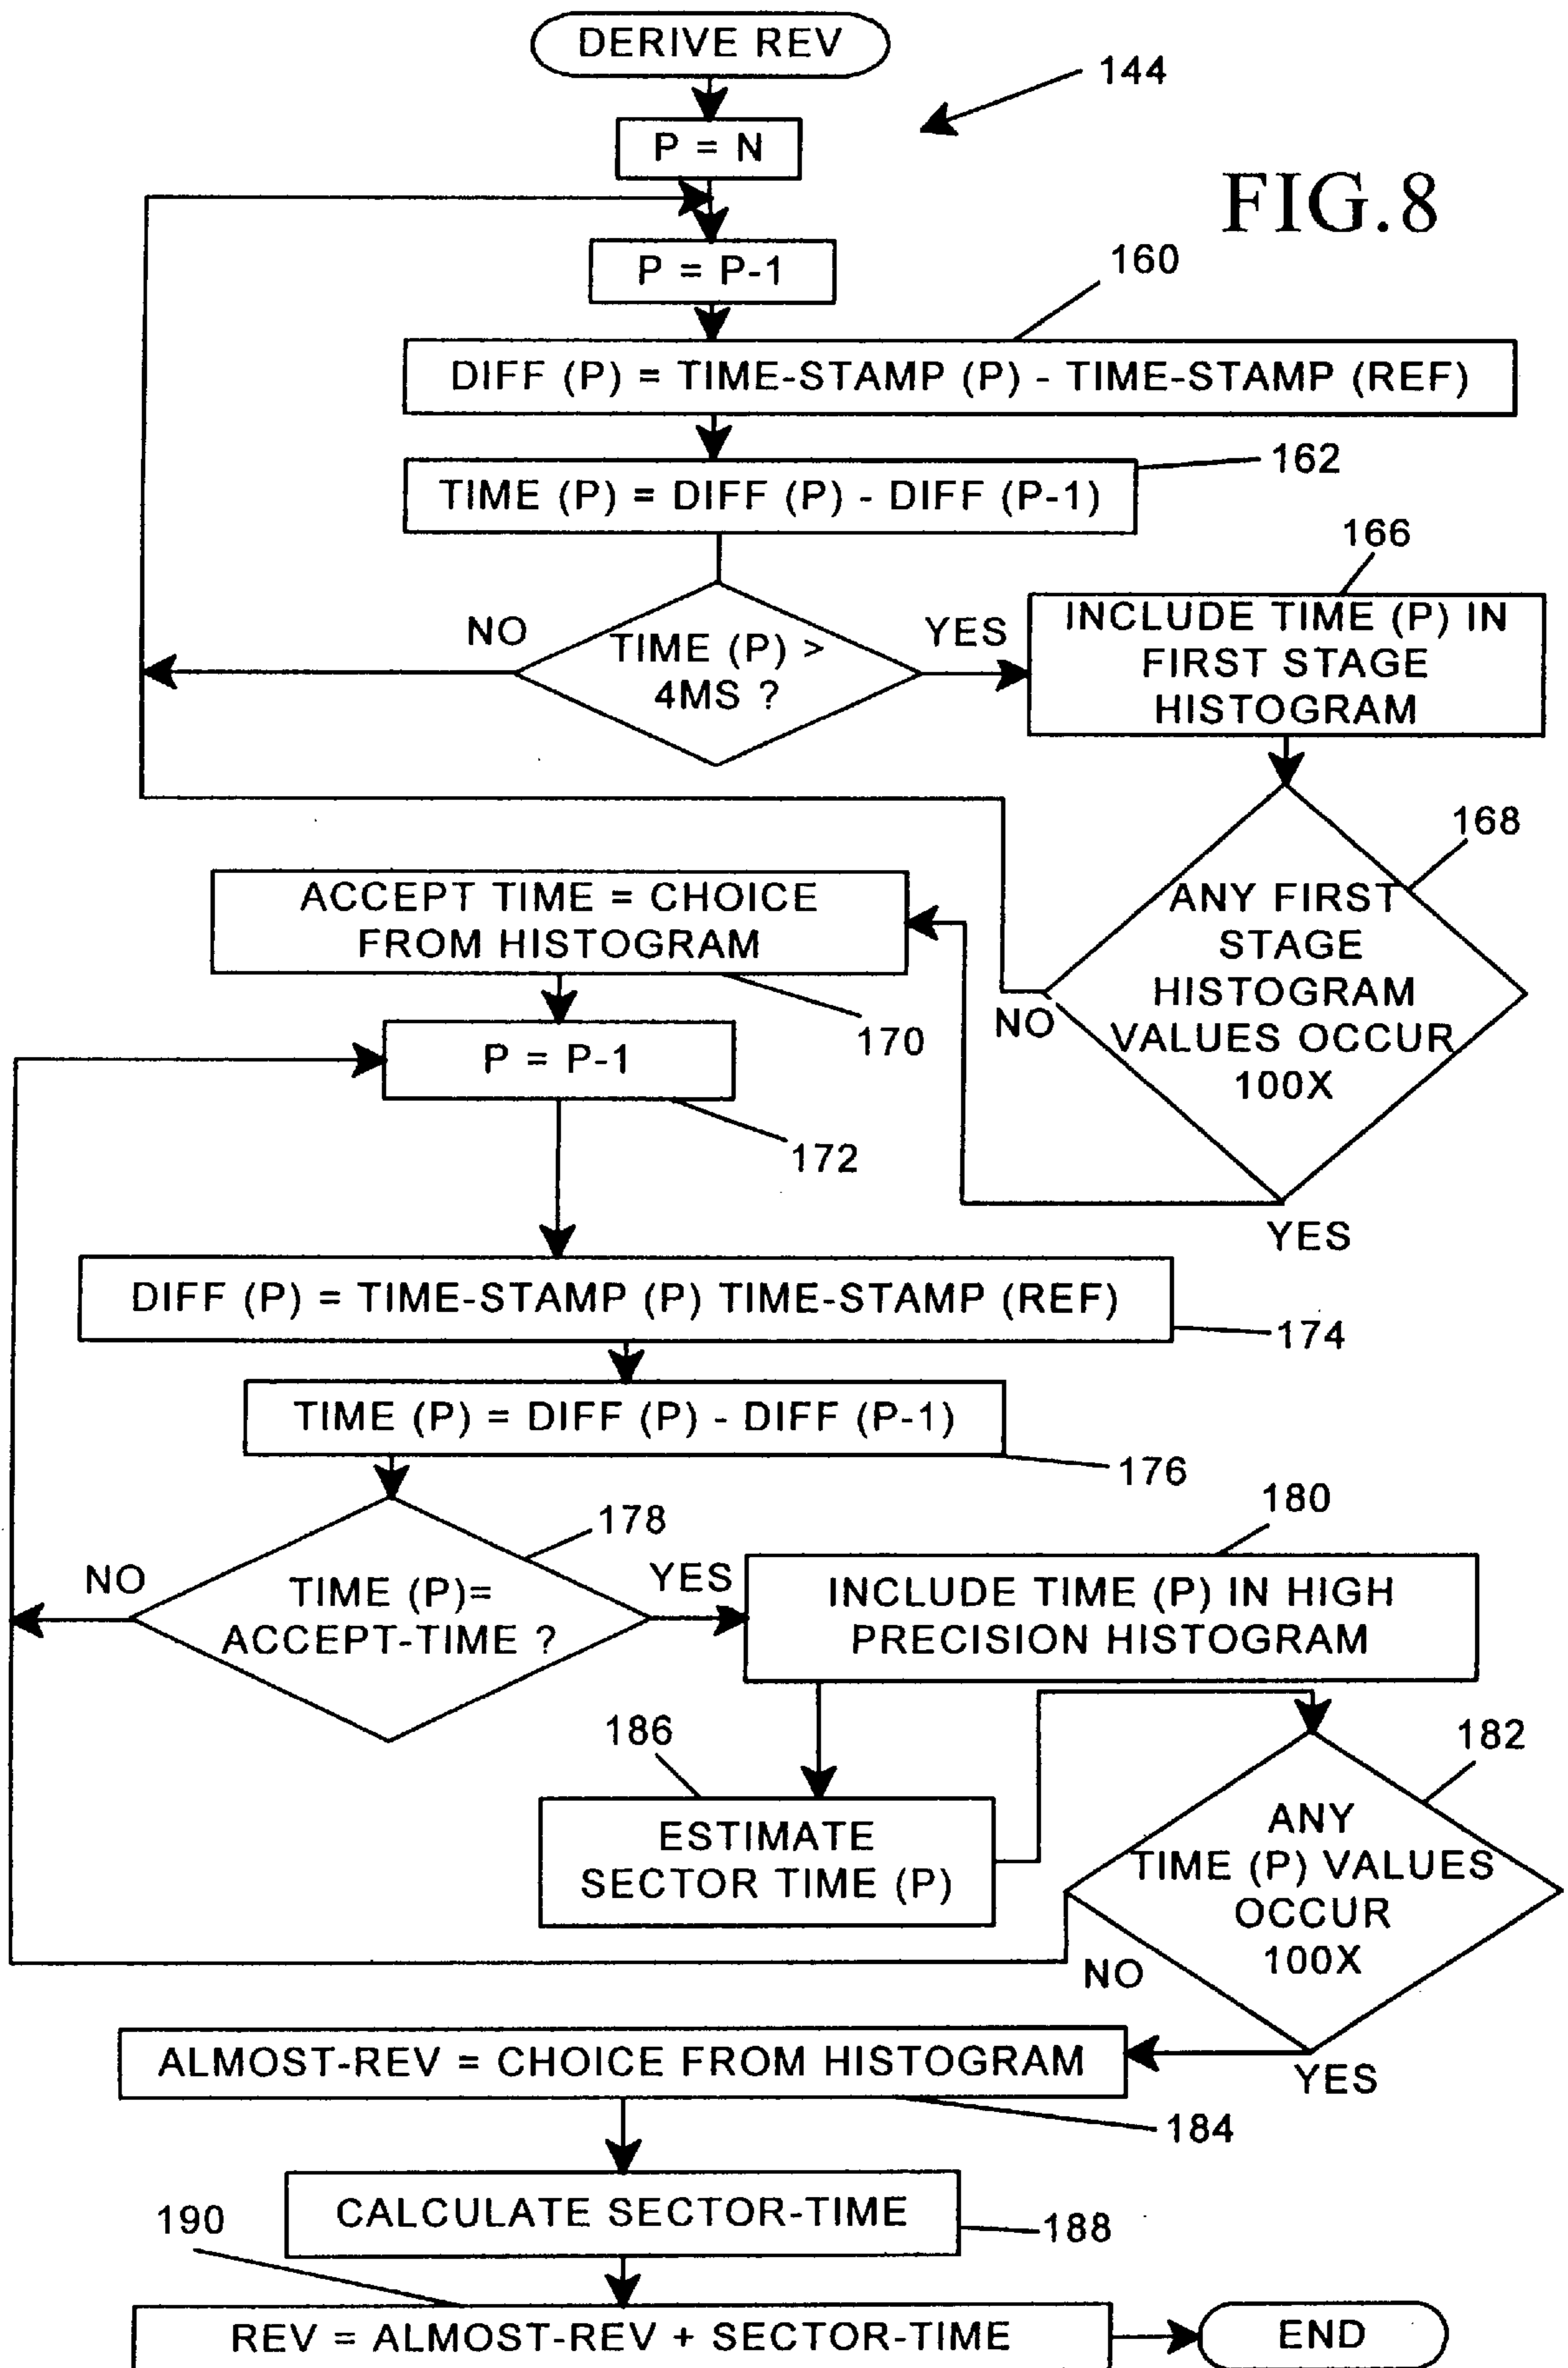 DERIVE REV
144
P = N
FIG.8
P = P-1
160
DIFF (P) = TIME-STAMP (P) - TIME-STAMP (REF)
162
TIME (P) = DIFF (P) - DIFF (P-1)
166
NO
TIME (P) >
4MS ?
YES
INCLUDE TIME (P) IN
FIRST STAGE
HISTOGRAM
168
ANY FIRST
STAGE
HISTOGRAM
VALUES OCCUR
100X
NO
YES
ACCEPT TIME = CHOICE
FROM HISTOGRAM
170
P = P-1
172
DIFF (P) = TIME-STAMP (P) TIME-STAMP (REF)
174
TIME (P) = DIFF (P) - DIFF (P-1)
176
178
NO
TIME (P)=
ACCEPT-TIME ?
YES
180
INCLUDE TIME (P) IN HIGH
PRECISION HISTOGRAM
186
ESTIMATE
SECTOR TIME (P)
182
ANY
TIME (P) VALUES
OCCUR
100X
NO
YES
ALMOST-REV = CHOICE FROM HISTOGRAM
184
CALCULATE SECTOR-TIME
188
190
REV = ALMOST-REV + SECTOR-TIME
END